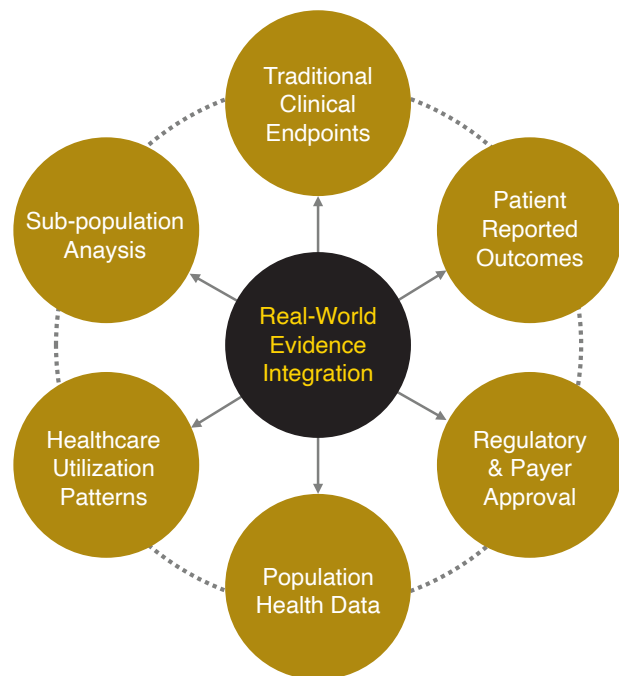 Traditional
Clinical
Endpoints
Patient
Reported
Outcomes
Regulatory
& Payer
Approval
Population
Health Data
Healthcare
Utilization
Patterns
Sub-population
Anaysis
Real-World
Evidence
Integration